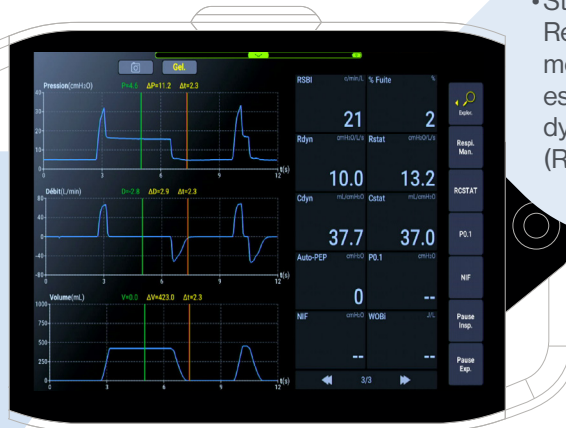 • St
Re
me
es
dy
(R
Gel.
Pression(cmH₂O) P=4.6 ΔP=11.2 Δt=2.3
40
30
20
10
0
0 3 6 9 12 t(s)
Débit(L/min) D=-2.8 ΔD=2.9 Δt=2.3
80
40
0
-40
-80
0 3 6 9 12 t(s)
Volume(mL) V=0.0 ΔV=423.0 Δt=2.3
1000
750
500
250
0
0 3 6 9 12 t(s)
RSBI c/min/L % Fuite %
21 2
Rdyn cmH₂O/L/s Rstat cmH₂O/L/s
10.0 13.2
Cdyn mL/cmH₂O Cstat mL/cmH₂O
37.7 37.0
Auto-PEP cmH₂O P0.1 cmH₂O
0 --
NIF cmH₂O WOBi J/L
-- --
3/3
Explor.
Respi.
Man.
RCSTAT
P0.1
NIF
Pause
Insp.
Pause
Exp.